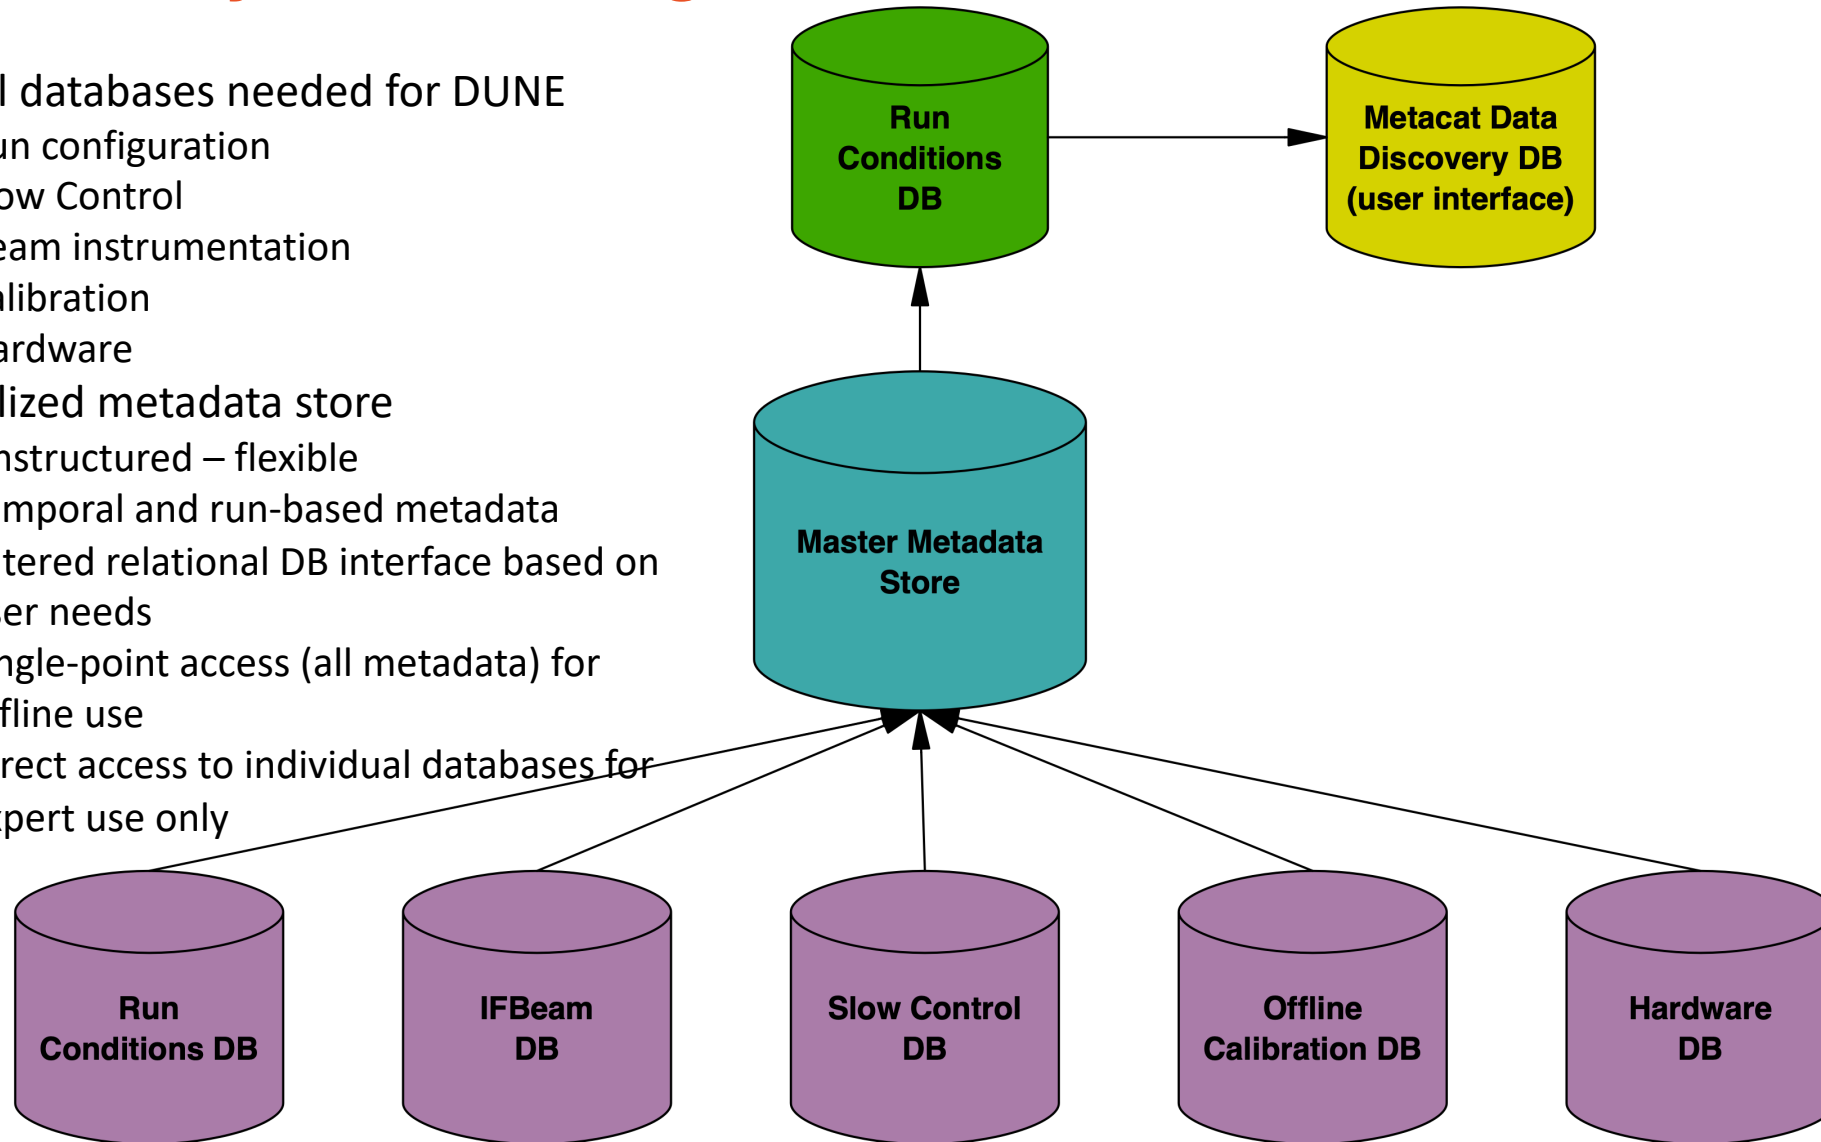 l databases needed for DUNE
un configuration
ow Control
eam instrumentation
alibration
ardware
lized metadata store
nstructured – flexible
mporal and run-based metadata
tered relational DB interface based on
ser needs
ngle-point access (all metadata) for
fline use
rect access to individual databases for
xpert use only
Run
Conditions
DB
Metacat Data
Discovery DB
(user interface)
Master Metadata
Store
Run
Conditions DB
IFBeam
DB
Slow Control
DB
Offline
Calibration DB
Hardware
DB